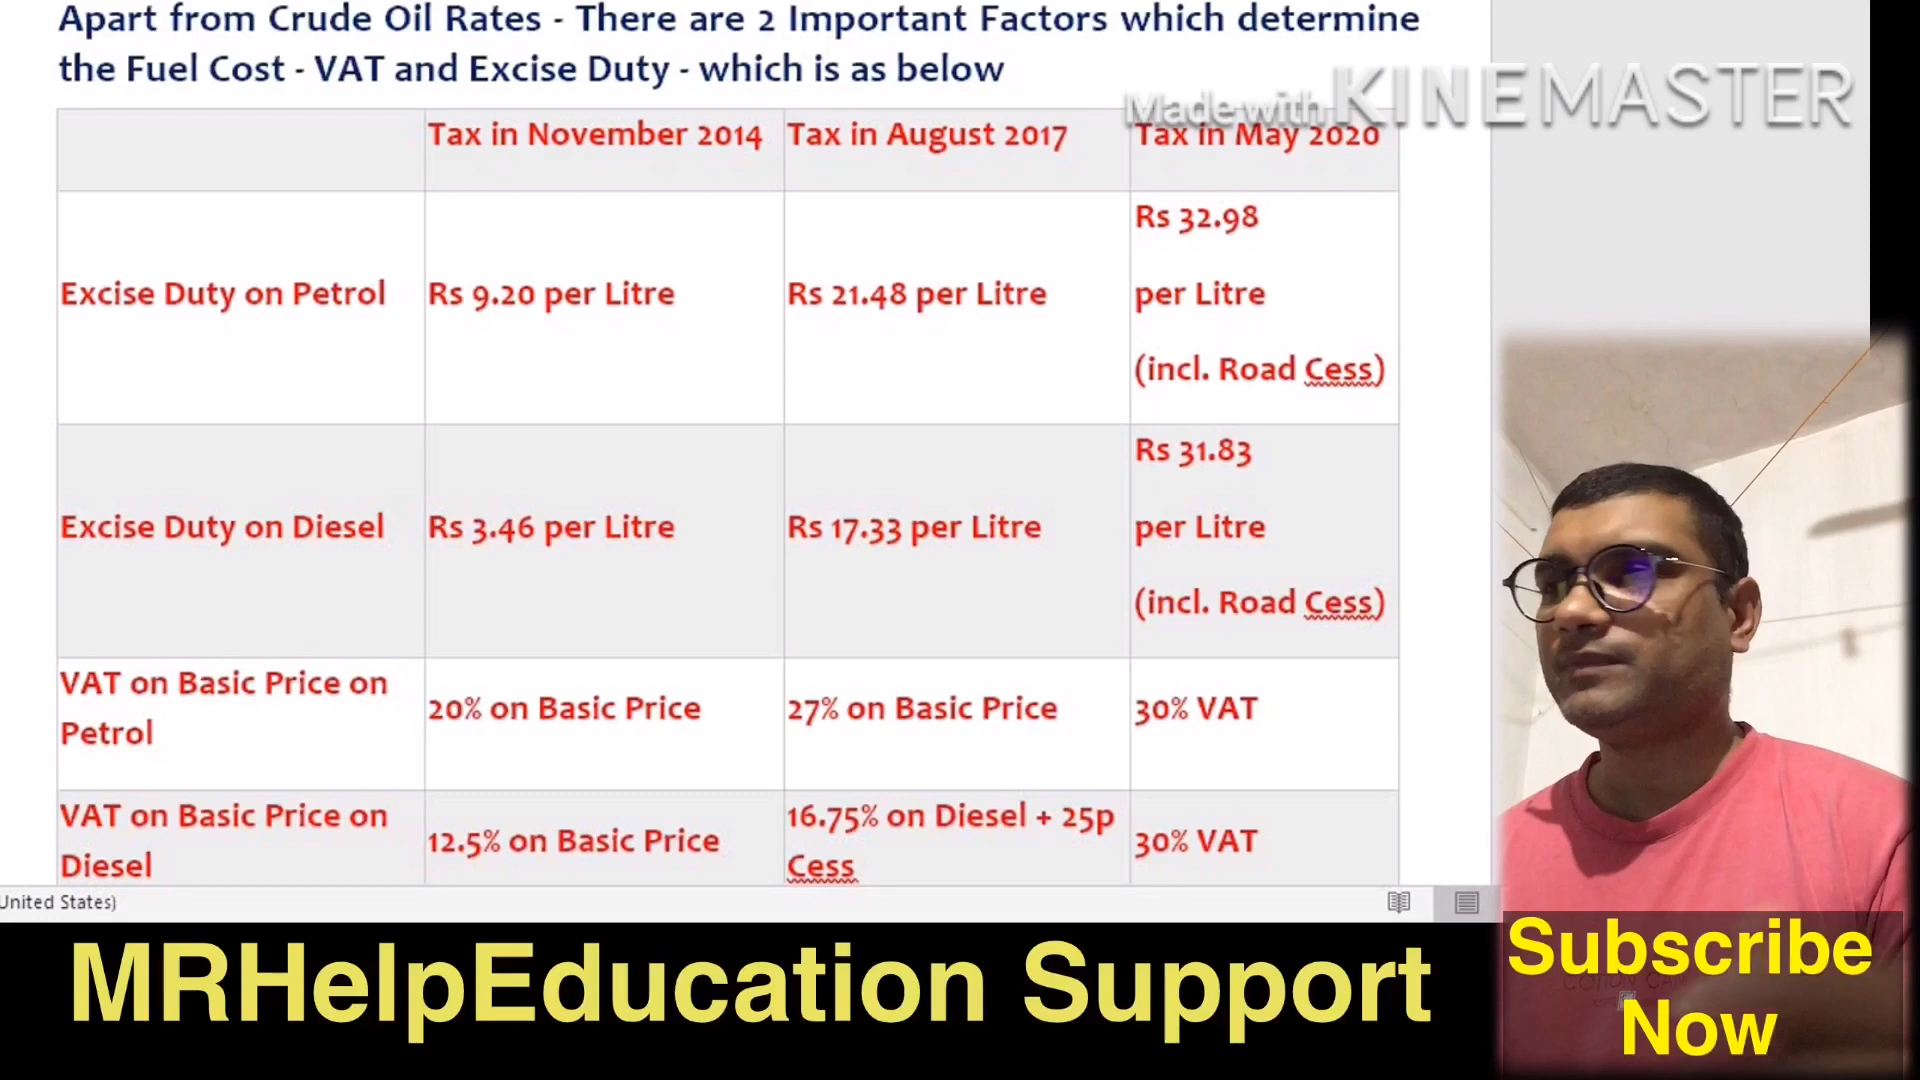 Apart from Crude Oil Rates - There are 2 Important Factors which determine
the Fuel Cost - VAT and Excise Duty - which is as below
Made with KINEMASTER
Tax in November 2014 Tax in August 2017 Tax in May 2020
Excise Duty on Petrol Rs 9.20 per Litre Rs 21.48 per Litre Rs 32.98
per Litre
(incl. Road Cess)
Excise Duty on Diesel Rs 3.46 per Litre Rs 17.33 per Litre Rs 31.83
per Litre
(incl. Road Cess)
VAT on Basic Price on
Petrol
20% on Basic Price 27% on Basic Price 30% VAT
VAT on Basic Price on
Diesel
12.5% on Basic Price
16.75% on Diesel + 25p
Cess
30% VAT
United States)
MRHelpEducation Support
Subscribe
Now